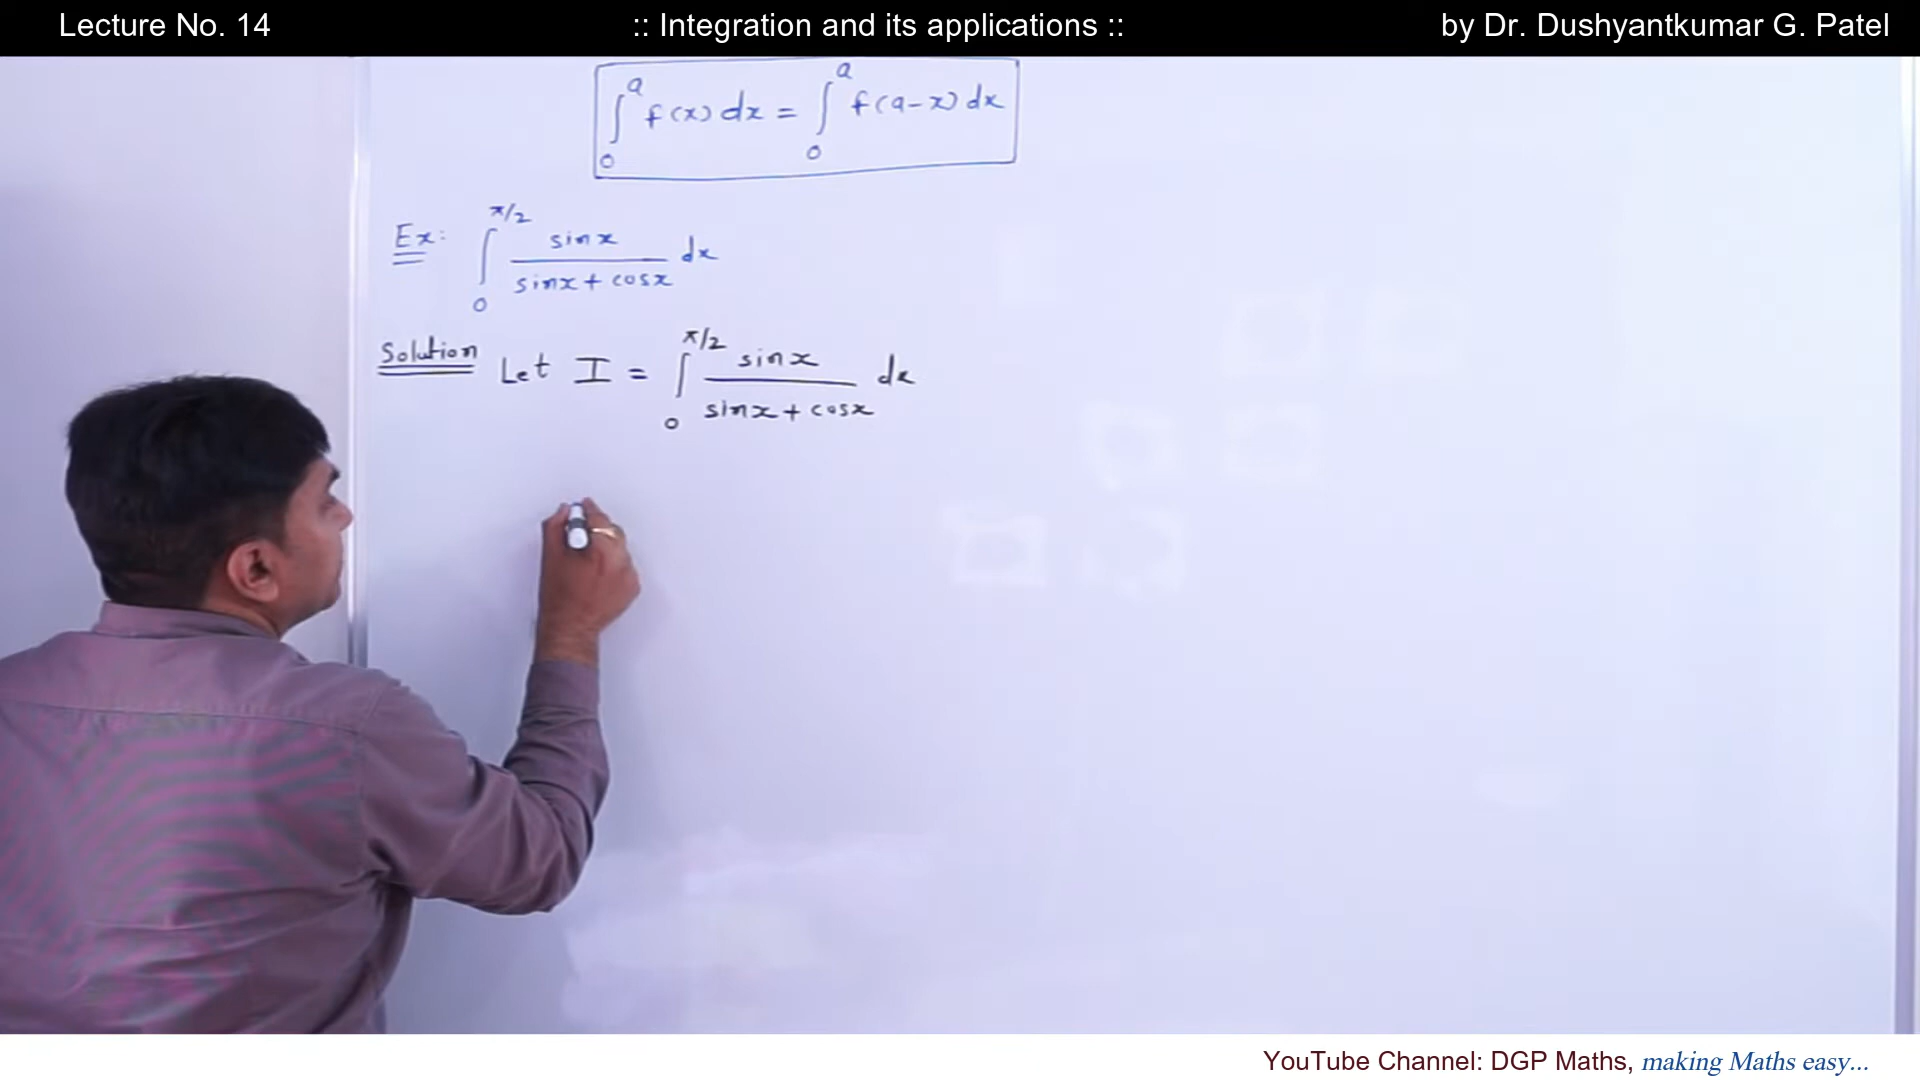 Lecture No. 14 :: Integration and its applications :: by Dr. Dushyantkumar G. Patel
∫₀ᵃ f(x) dx = ∫₀ᵃ f(a-x) dx
Ex: ∫₀^(π/2) sinx / (sinx + cosx) dx
Solution Let I = ∫₀^(π/2) sinx / (sinx + cosx) dx
YouTube Channel: DGP Maths, making Maths easy...